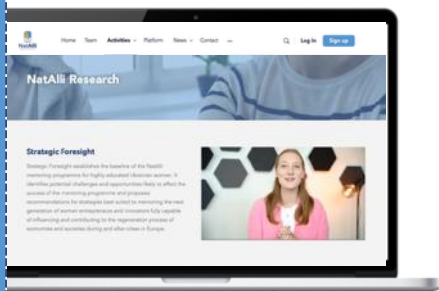 NatAlli
Home Team Activities Platform News Contact ... Log In Sign up
NatAlli Research
Strategic Foresight
Strategic Foresight establishes the baseline of the NatAlli
mentoring programme for highly educated Ukrainian women. It
identifies potential challenges and opportunities likely to affect the
success of the mentoring programme and proposes
recommendations for strategies best suited to mentoring the next
generation of women entrepreneurs and innovators fully capable
of influencing and contributing to the regeneration process of
economies and societies during and after crises in Europe.